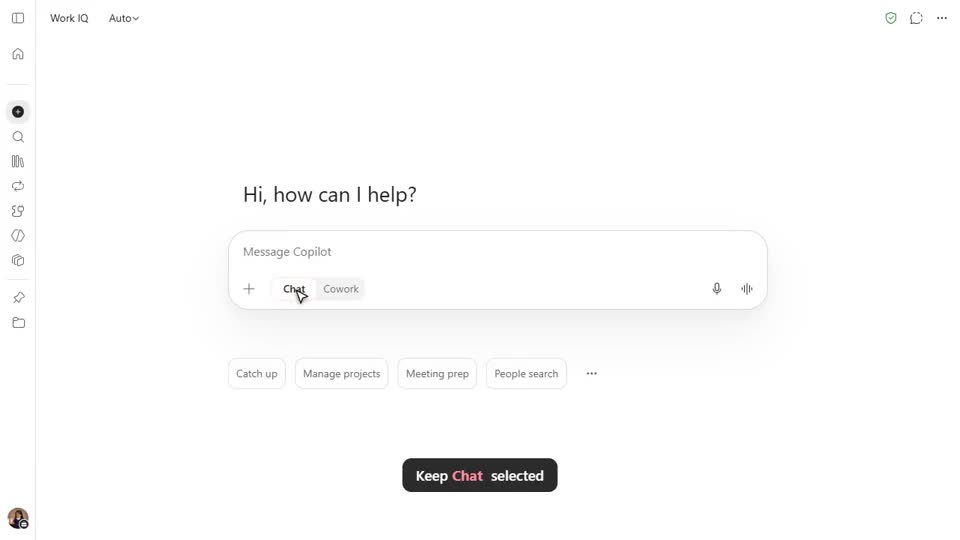 Work IQ Auto
Hi, how can I help?
Message Copilot
Chat Cowork
Catch up Manage projects Meeting prep People search
Keep Chat selected